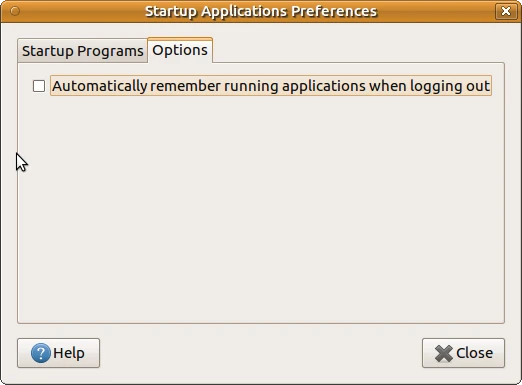 Startup Applications Preferences
Startup Programs Options
Automatically remember running applications when logging out
Help Close